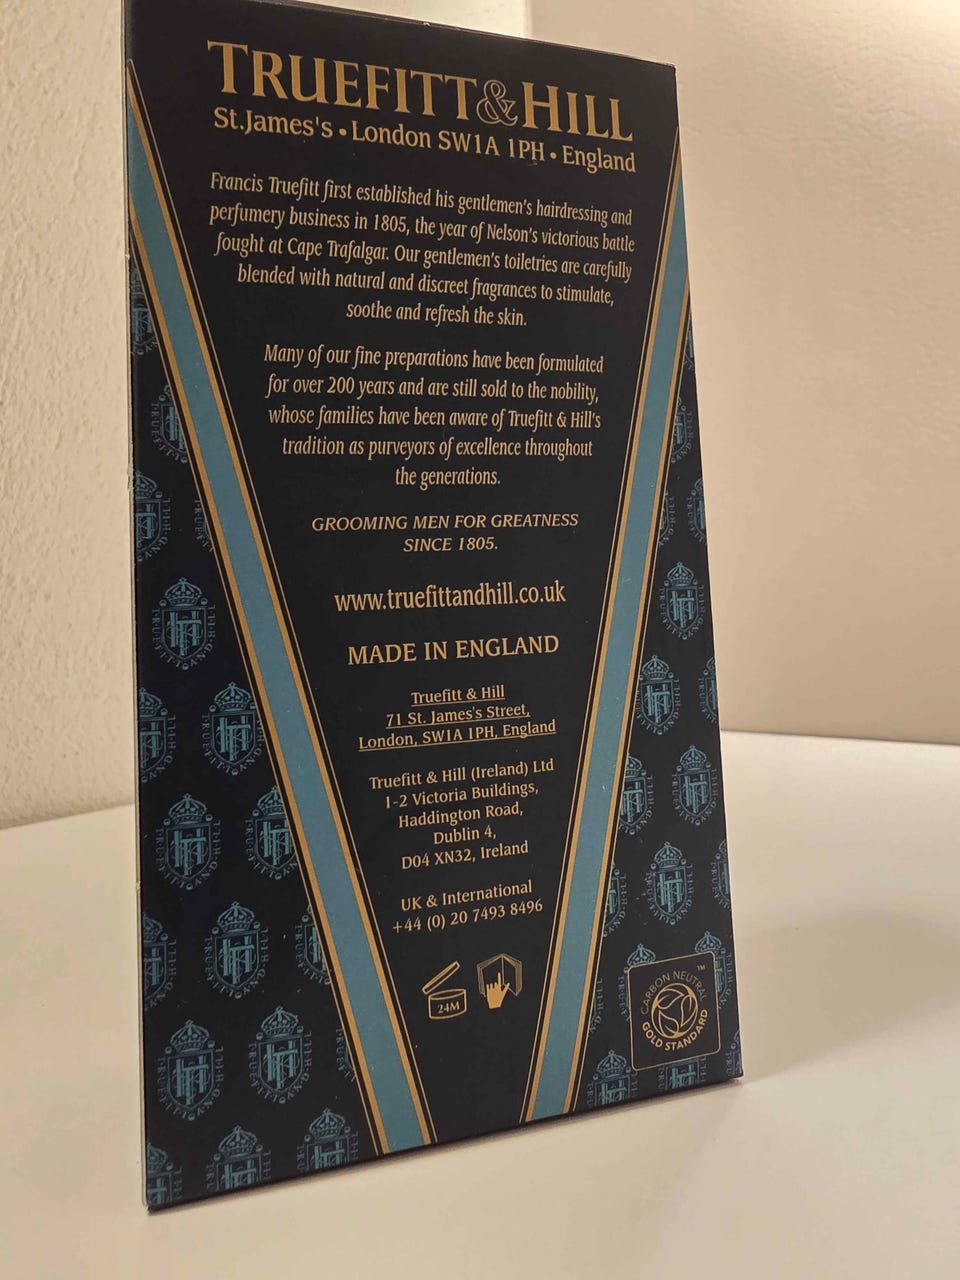 TRUEFITT & HILL
St.James's • London SW1A 1PH • England
Francis Truefitt first established his gentlemen's hairdressing and
perfumery business in 1805, the year of Nelson's victorious battle
fought at Cape Trafalgar. Our gentlemen's toiletries are carefully
blended with natural and discreet fragrances to stimulate,
soothe and refresh the skin.
Many of our fine preparations have been formulated
for over 200 years and are still sold to the nobility,
whose families have been aware of Truefitt & Hill's
tradition as purveyors of excellence throughout
the generations.
GROOMING MEN FOR GREATNESS
SINCE 1805.
www.truefittandhill.co.uk
MADE IN ENGLAND
Truefitt & Hill
71 St. James's Street,
London, SW1A 1PH, England
Truefitt & Hill (Ireland) Ltd
1-2 Victoria Buildings,
Haddington Road,
Dublin 4,
D04 XN32, Ireland
UK & International
+44 (0) 20 7493 8496
24M
CARBON NEUTRAL ™
GOLD STANDARD